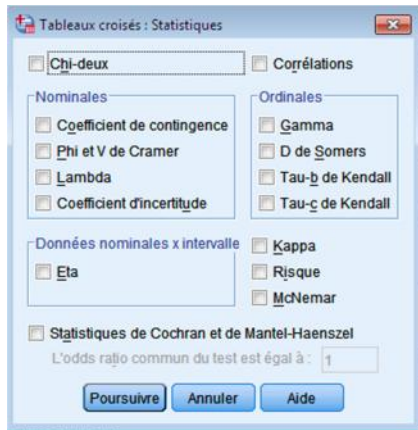 Tableaux croisés : Statistiques
Chi-deux
Corrélations
Nominales
Coefficient de contingence
Phi et V de Cramer
Lambda
Coefficient d'incertitude
Ordinales
Gamma
D de Somers
Tau-b de Kendall
Tau-c de Kendall
Données nominales x intervalle
Eta
Kappa
Risque
McNemar
Statistiques de Cochran et de Mantel-Haenszel
L'odds ratio commun du test est égal à : 1
Poursuivre Annuler Aide